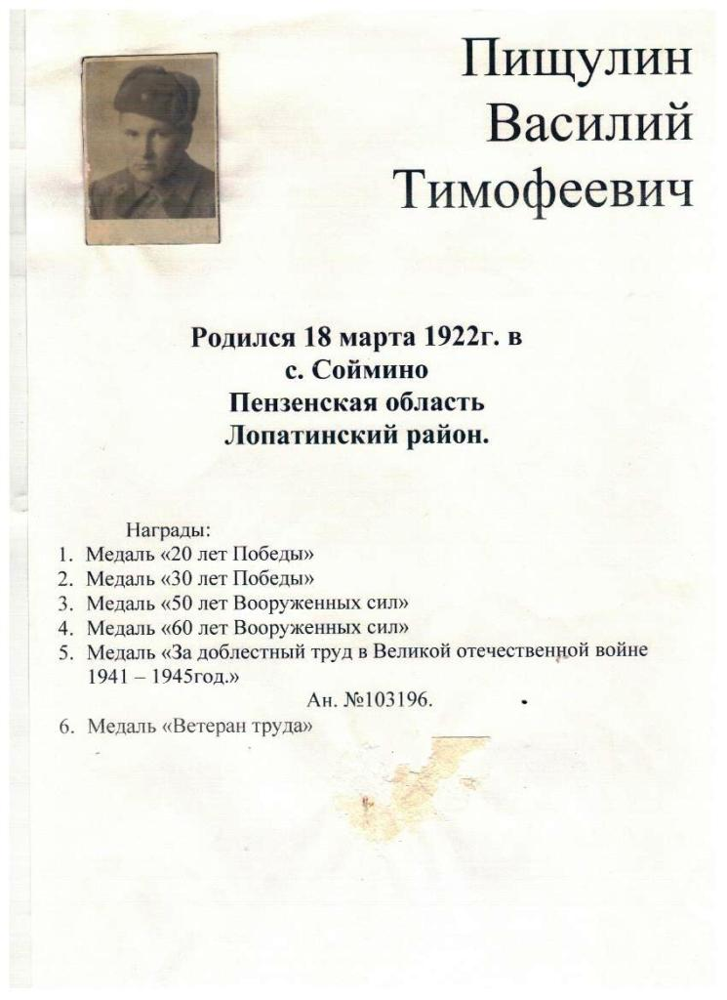 Пищулин
Василий
Тимофеевич
Родился 18 марта 1922г. в
с. Соймино
Пензенская область
Лопатинский район.
Награды:
1. Медаль «20 лет Победы»
2. Медаль «30 лет Победы»
3. Медаль «50 лет Вооруженных сил»
4. Медаль «60 лет Вооруженных сил»
5. Медаль «За доблестный труд в Великой отечественной войне
1941 – 1945год.»
Ан. №103196.
6. Медаль «Ветеран труда»